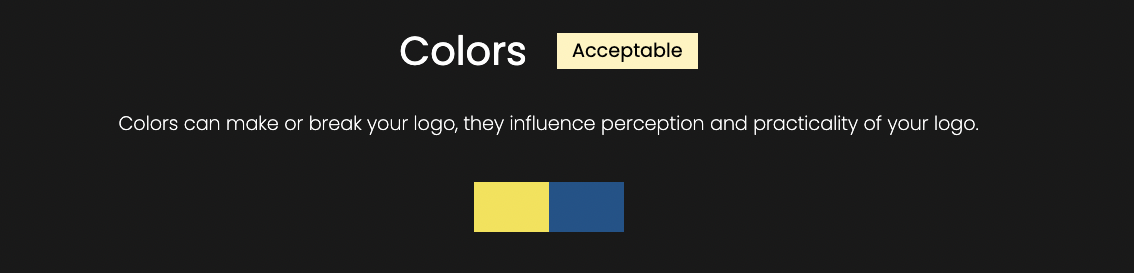 Colors
Acceptable
Colors can make or break your logo, they influence perception and practicality of your logo.